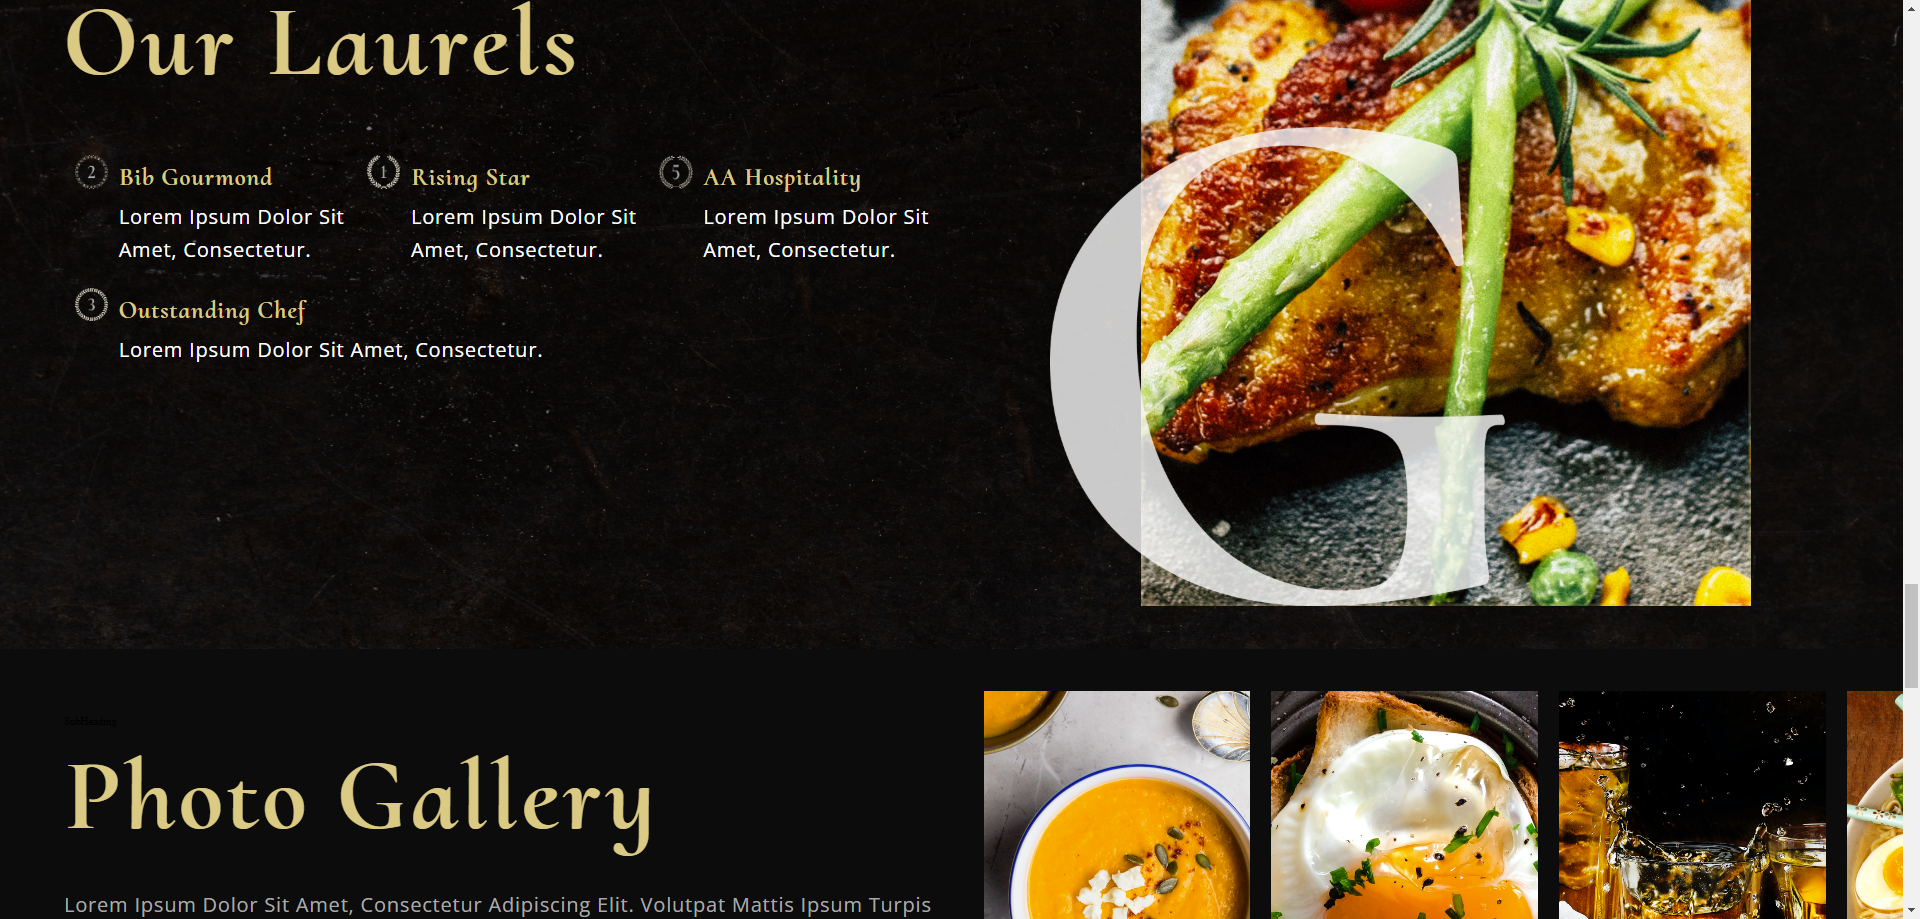 Our Laurels
2 Bib Gourmond
Lorem Ipsum Dolor Sit
Amet, Consectetur.
1 Rising Star
Lorem Ipsum Dolor Sit
Amet, Consectetur.
5 AA Hospitality
Lorem Ipsum Dolor Sit
Amet, Consectetur.
3 Outstanding Chef
Lorem Ipsum Dolor Sit Amet, Consectetur.
G
SubHeading
Photo Gallery
Lorem Ipsum Dolor Sit Amet, Consectetur Adipiscing Elit. Volutpat Mattis Ipsum Turpis